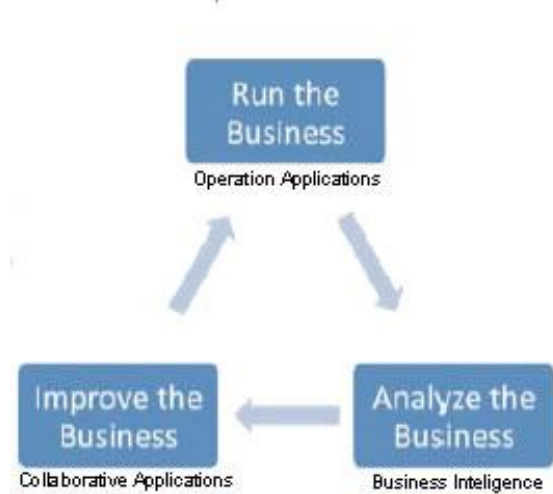 Run the
Business
Operation Applications
Improve the
Business
Collaborative Applications
Analyze the
Business
Business Inteligence